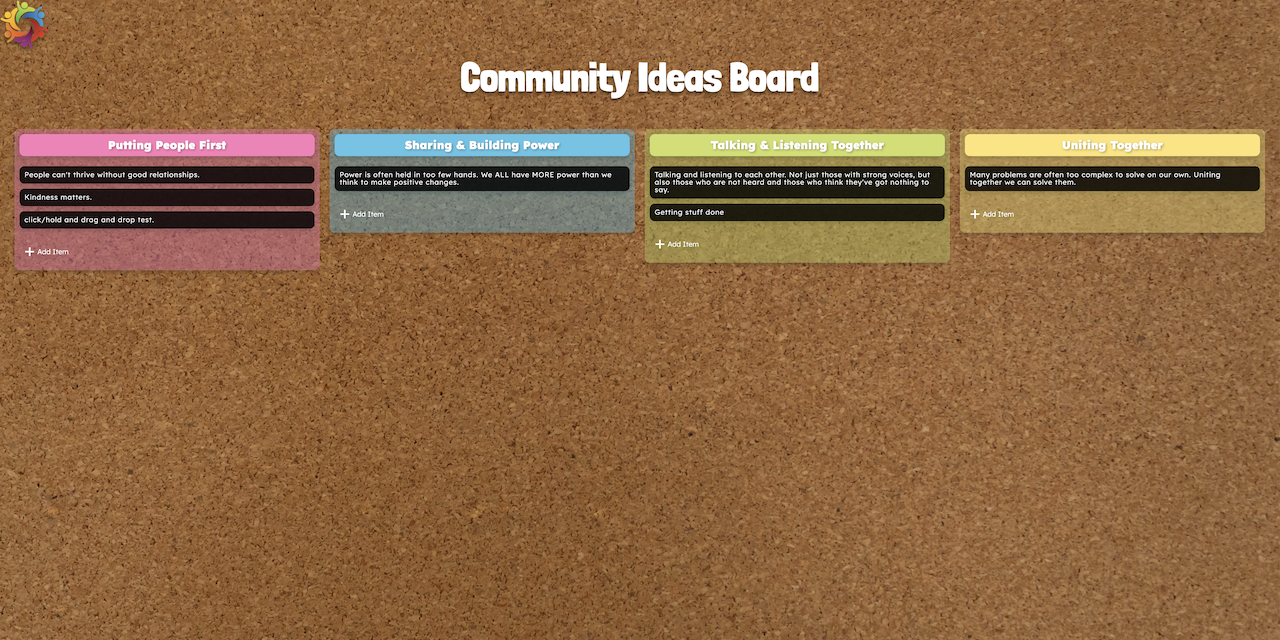 Community Ideas Board
Putting People First
People can't thrive without good relationships.
Kindness matters.
click/hold and drag and drop test.
+ Add Item
Sharing & Building Power
Power is often held in too few hands. We ALL have MORE power than we
think to make positive changes.
+ Add Item
Talking & Listening Together
Talking and listening to each other. Not just those with strong voices, but
also those who are not heard and those who think they've got nothing to
say.
Getting stuff done
+ Add Item
Uniting Together
Many problems are often too complex to solve on our own. Uniting
together we can solve them.
+ Add Item